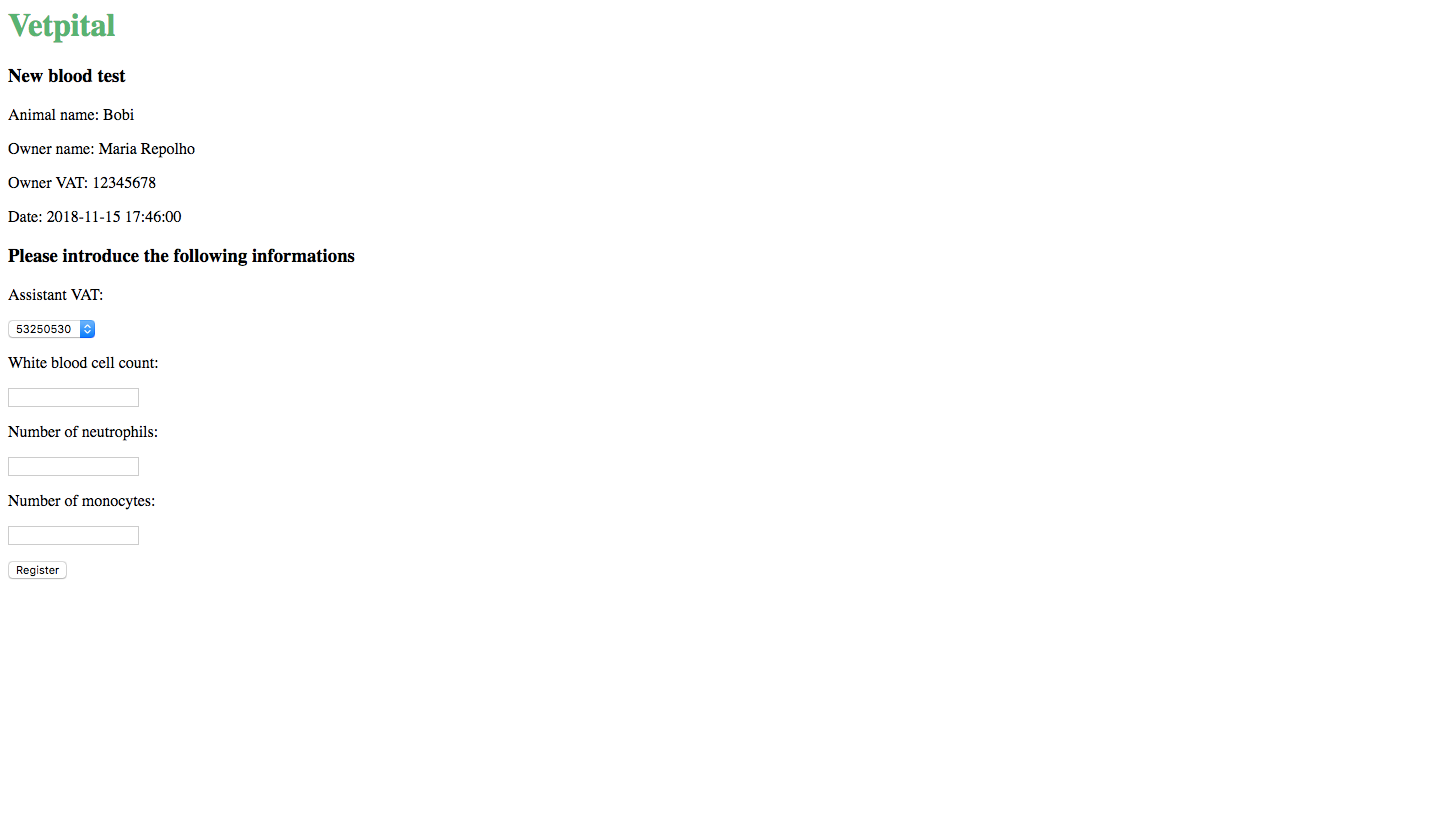 Vetpital
New blood test
Animal name: Bobi
Owner name: Maria Repolho
Owner VAT: 12345678
Date: 2018-11-15 17:46:00
Please introduce the following informations
Assistant VAT:
53250530
White blood cell count:
Number of neutrophils:
Number of monocytes:
Register